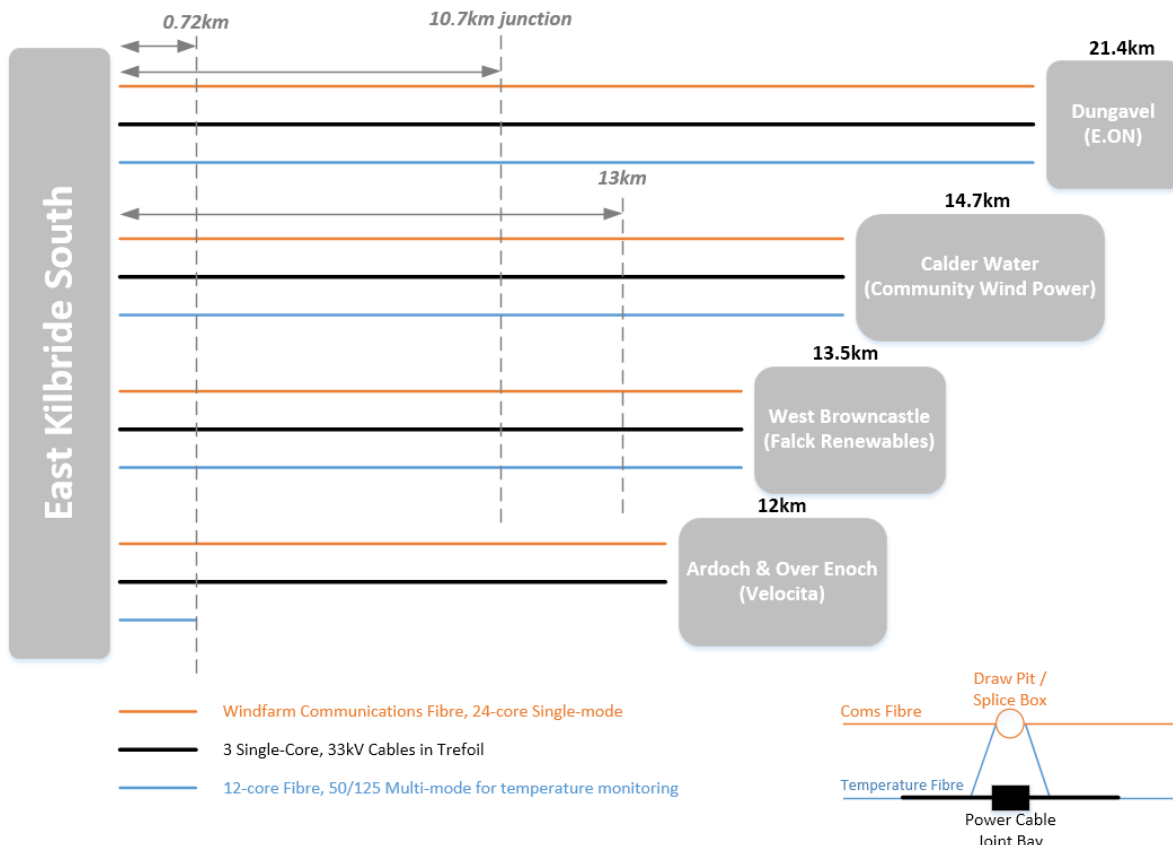 0.72km
10.7km junction
21.4km
East Kilbride South
Dungavel
(E.ON)
13km
14.7km
Calder Water
(Community Wind Power)
13.5km
West Browncastle
(Falck Renewables)
12km
Ardoch & Over Enoch
(Velocita)
Windfarm Communications Fibre, 24-core Single-mode
3 Single-Core, 33kV Cables in Trefoil
12-core Fibre, 50/125 Multi-mode for temperature monitoring
Draw Pit /
Splice Box
Coms Fibre
Temperature Fibre
Power Cable
Joint Bay